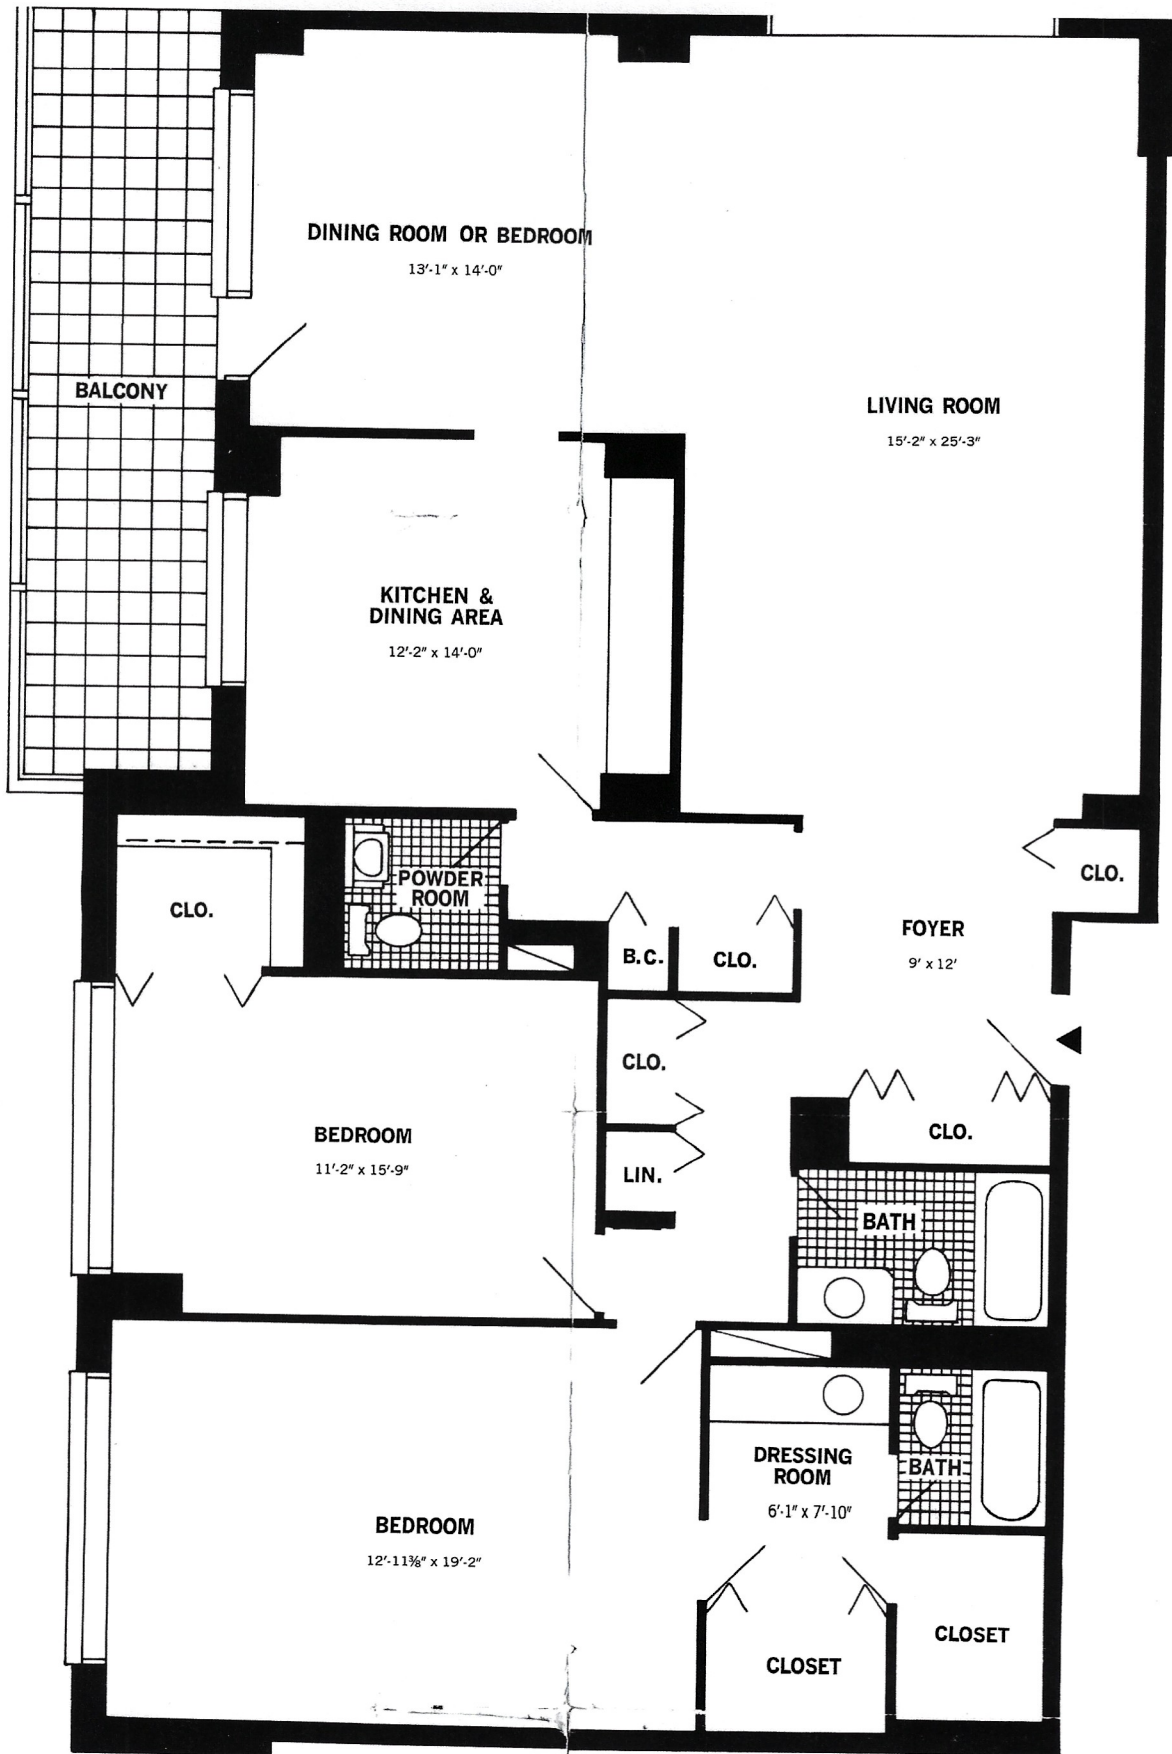 DINING ROOM OR BEDROOM
13'-1" x 14'-0"
BALCONY
LIVING ROOM
15'-2" x 25'-3"
KITCHEN &
DINING AREA
12'-2" x 14'-0"
POWDER
ROOM
CLO.
CLO.
FOYER
9' x 12'
B.C.
CLO.
CLO.
CLO.
BEDROOM
11'-2" x 15'-9"
LIN.
BATH
DRESSING
ROOM
6'-1" x 7'-10"
BATH
BEDROOM
12'-11⅜" x 19'-2"
CLOSET
CLOSET